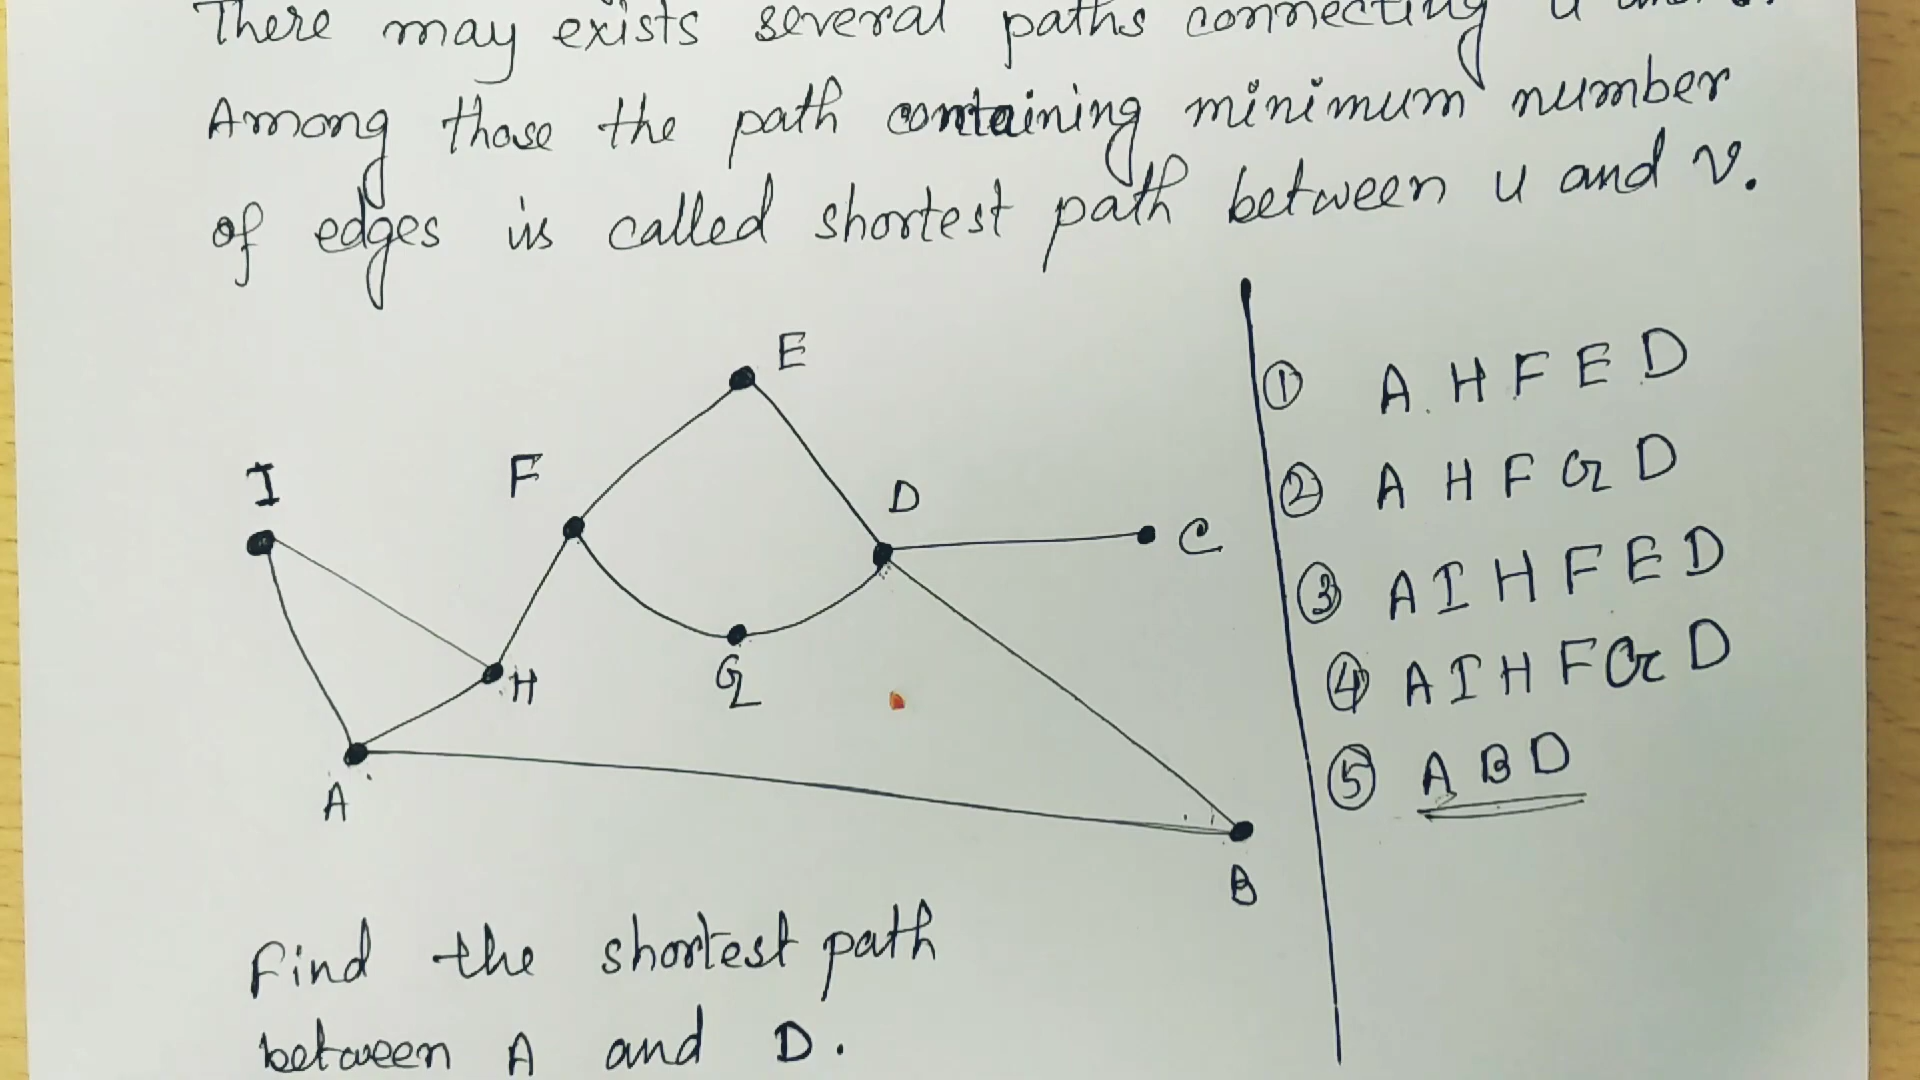 There may exists several paths connecting u and v.
Among those the path containing minimum number
of edges is called shortest path between u and v.
E
I
F
D
C
H
G
A
B
① A H F E D
② A H F G D
③ A I H F E D
④ A I H F G D
⑤ A B D
Find the shortest path
between A and D.